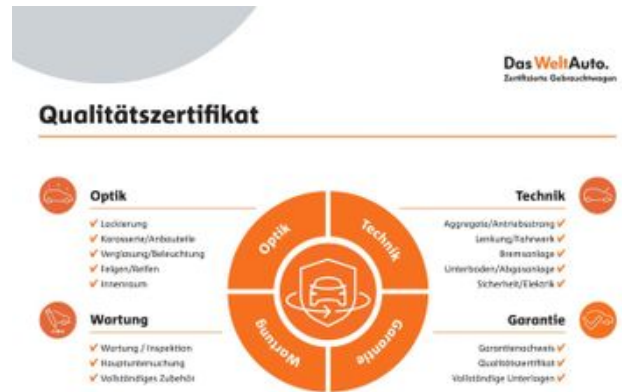 Das WeltAuto.
Zertifizierte Gebrauchtwagen
Qualitätszertifikat
Optik
✔ Lackierung
✔ Karosserie/Anbauteile
✔ Verglasung/Beleuchtung
✔ Felgen/Reifen
✔ Innenraum
Technik
Aggregate/Antriebsstrang ✔
Lenkung/Fahrwerk ✔
Bremsanlage ✔
Unterboden/Abgasanlage ✔
Sicherheit/Elektrik ✔
Optik
Technik
Wartung
Garantie
Wartung
✔ Wartung / Inspektion
✔ Hauptuntersuchung
✔ Vollständiges Zubehör
Garantie
Garantienachweis ✔
Qualitätszertifikat ✔
Vollständige Unterlagen ✔